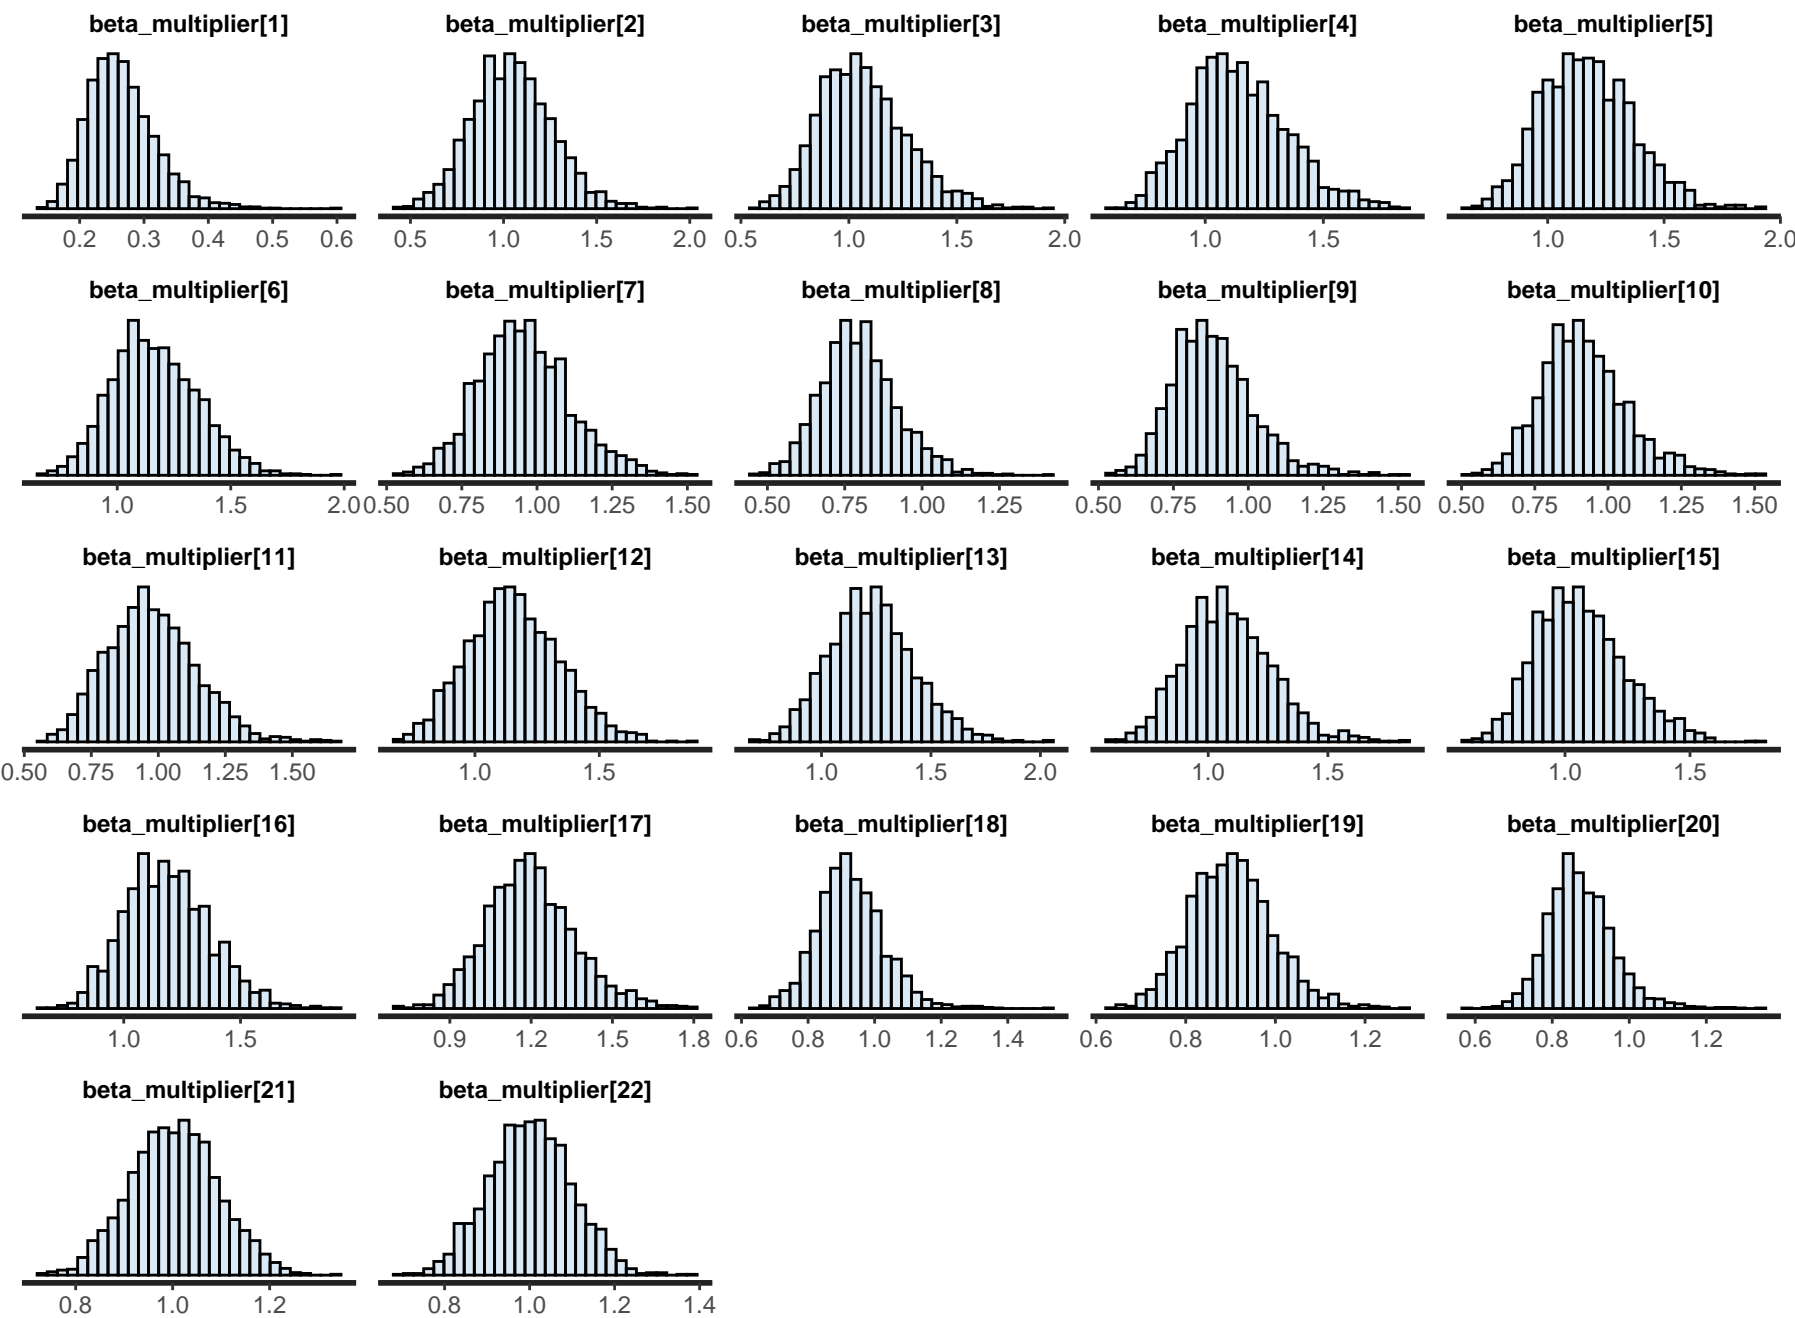 beta_multiplier[1] beta_multiplier[2] beta_multiplier[3] beta_multiplier[4] beta_multiplier[5]
0.2 0.3 0.4 0.5 0.6 0.5 1.0 1.5 2.0 0.5 1.0 1.5 2.0 1.0 1.5 1.0 1.5 2.0
beta_multiplier[6] beta_multiplier[7] beta_multiplier[8] beta_multiplier[9] beta_multiplier[10]
1.0 1.5 2.0 0.50 0.75 1.00 1.25 1.50 0.50 0.75 1.00 1.25 0.50 0.75 1.00 1.25 1.50 0.50 0.75 1.00 1.25 1.50
beta_multiplier[11] beta_multiplier[12] beta_multiplier[13] beta_multiplier[14] beta_multiplier[15]
0.50 0.75 1.00 1.25 1.50 1.0 1.5 1.0 1.5 2.0 1.0 1.5 1.0 1.5
beta_multiplier[16] beta_multiplier[17] beta_multiplier[18] beta_multiplier[19] beta_multiplier[20]
1.0 1.5 0.9 1.2 1.5 1.8 0.6 0.8 1.0 1.2 1.4 0.6 0.8 1.0 1.2 0.6 0.8 1.0 1.2
beta_multiplier[21] beta_multiplier[22]
0.8 1.0 1.2 0.8 1.0 1.2 1.4